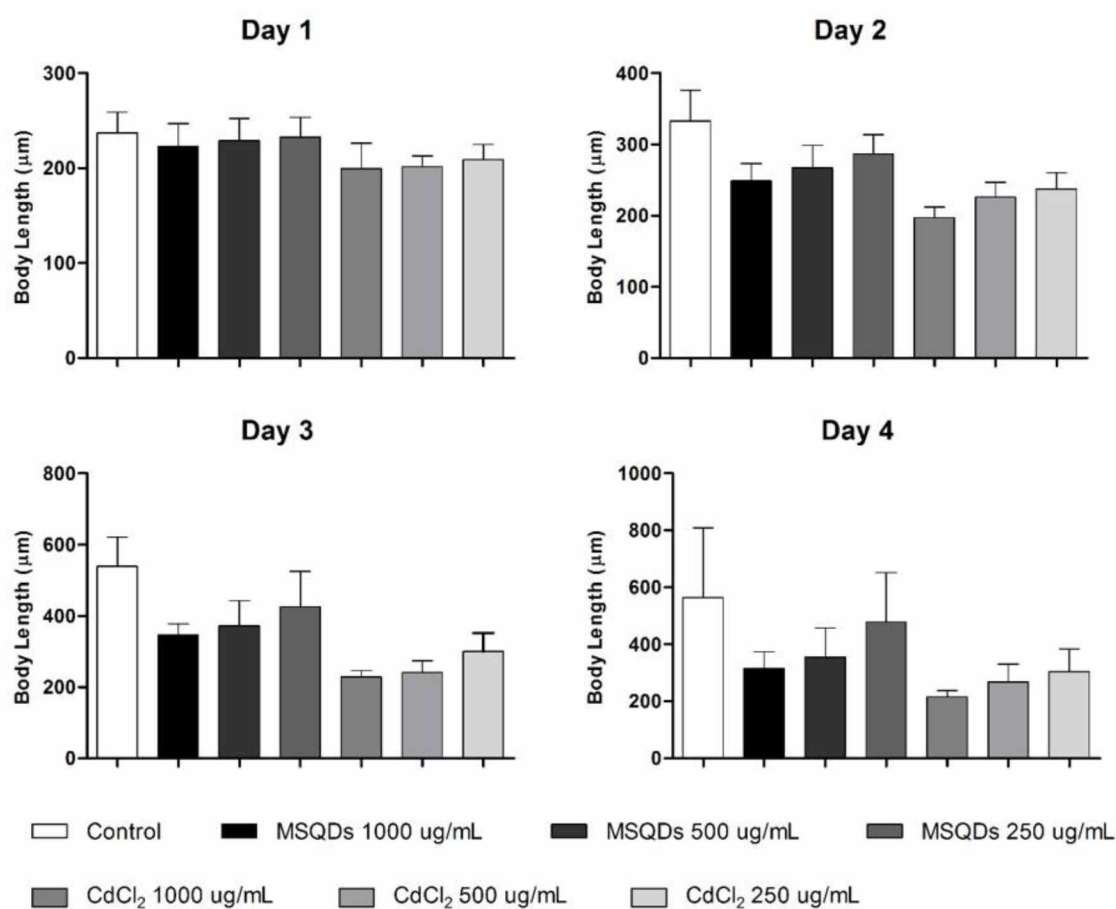 Day 1
Day 2
300
200
100
0
Body Length (μm)
400
300
200
100
0
Body Length (μm)
Day 3
Day 4
800
600
400
200
0
Body Length (μm)
1000
800
600
400
200
0
Body Length (μm)
Control
MSQDs 1000 ug/mL
MSQDs 500 ug/mL
MSQDs 250 ug/mL
CdCl₂ 1000 ug/mL
CdCl₂ 500 ug/mL
CdCl₂ 250 ug/mL